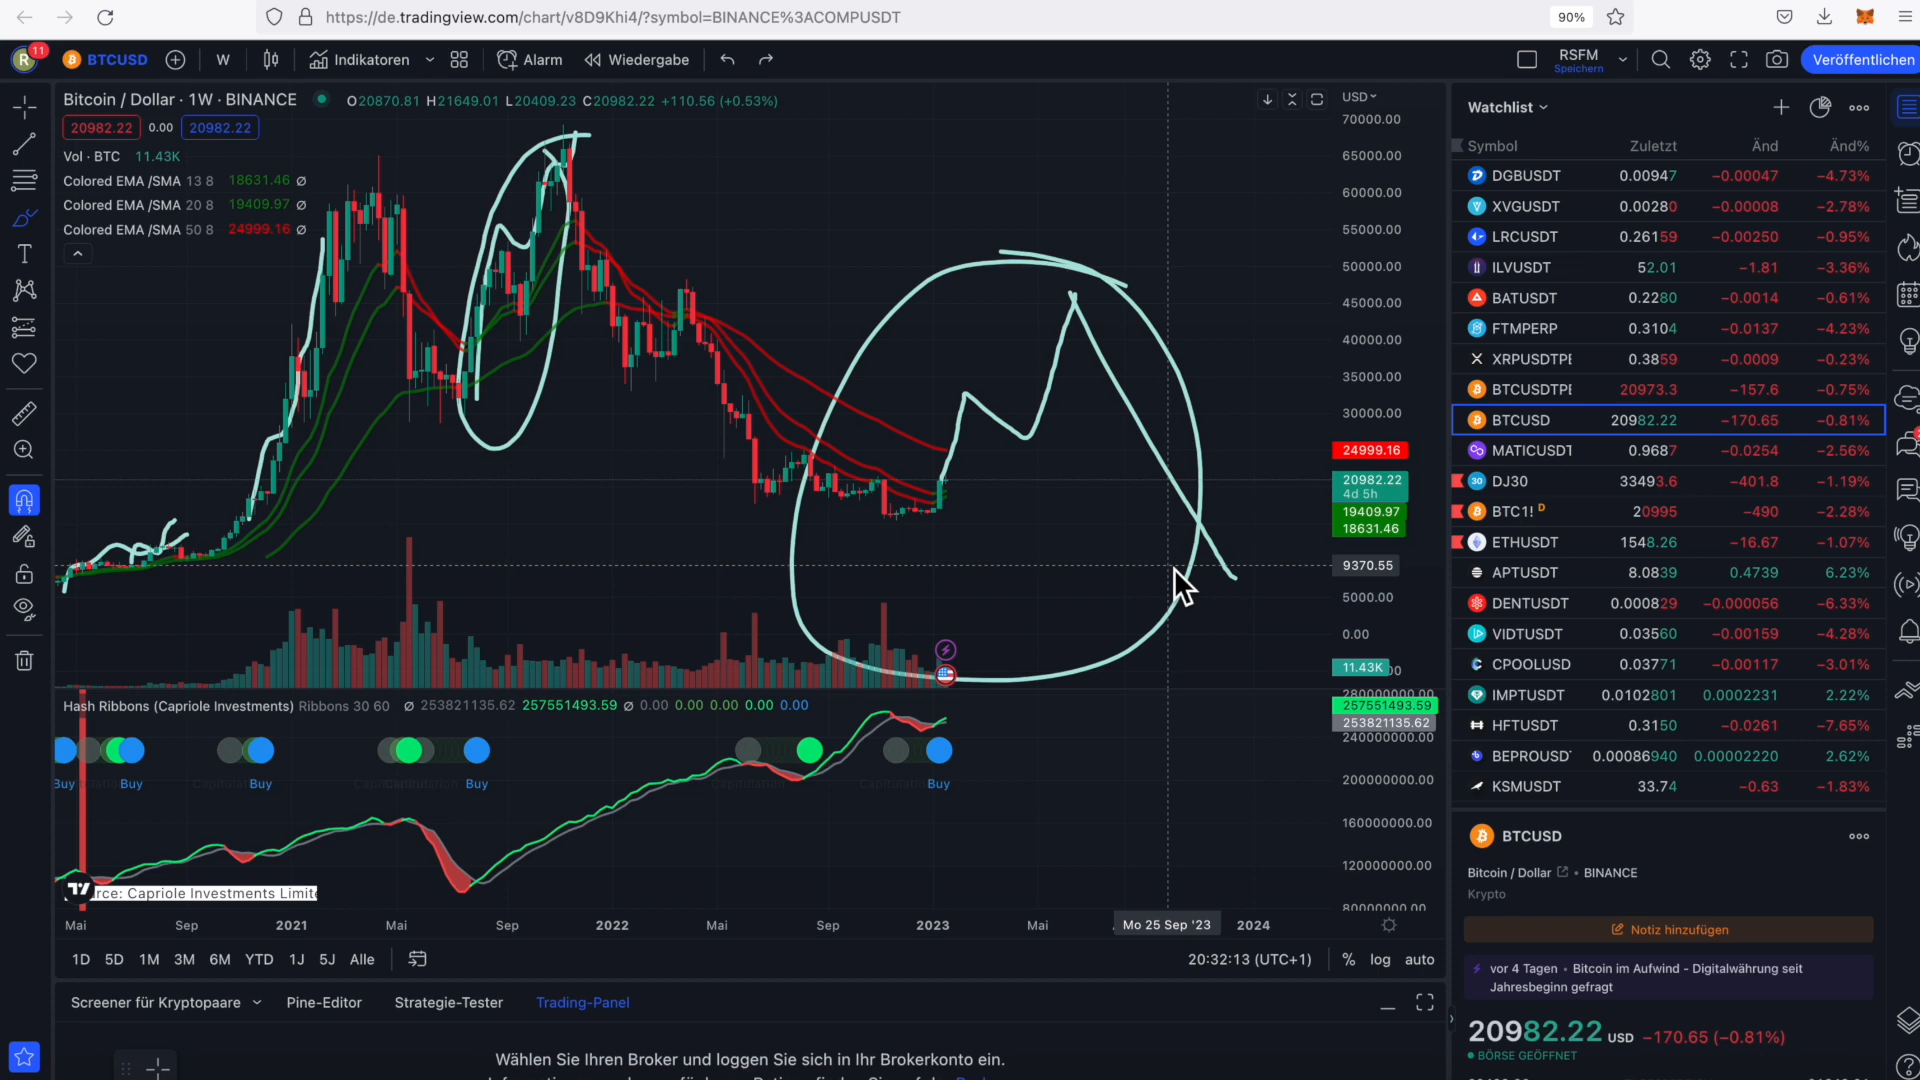 https://de.tradingview.com/chart/v8D9Khi4/?symbol=BINANCE%3ACOMPUSDT
90%
R 11
BTCUSD
W
Indikatoren
Alarm
Wiedergabe
RSFM
Speichern
Veröffentlichen
Bitcoin / Dollar · 1W · BINANCE
O20870.81 H21649.01 L20409.23 C20982.22 +110.56 (+0.53%)
20982.22 0.00 20982.22
Vol · BTC 11.43K
Colored EMA /SMA 13 8 18631.46 Ø
Colored EMA /SMA 20 8 19409.97 Ø
Colored EMA /SMA 50 8 24999.16 Ø
USD
70000.00
65000.00
60000.00
55000.00
50000.00
45000.00
40000.00
35000.00
30000.00
24999.16
20982.22
4d 5h
19409.97
18631.46
9370.55
5000.00
0.00
11.43K
280000000.00
257551493.59
253821135.62
240000000.00
200000000.00
160000000.00
120000000.00
80000000.00
Hash Ribbons (Capriole Investments) Ribbons 30 60 Ø 253821135.62 257551493.59 Ø 0.00 0.00 0.00 0.00 0.00
Buy
Buy
Buy
Buy
Buy
rce: Capriole Investments Limite
Mai Sep 2021 Mai Sep 2022 Mai Sep 2023 Mai Mo 25 Sep '23 2024
1D 5D 1M 3M 6M YTD 1J 5J Alle
20:32:13 (UTC+1) % log auto
Screener für Kryptopaare Pine-Editor Strategie-Tester Trading-Panel
Wählen Sie Ihren Broker und loggen Sie sich in Ihr Brokerkonto ein.
Watchlist
Symbol Zuletzt Änd Änd%
DGBUSDT 0.00947 −0.00047 −4.73%
XVGUSDT 0.00280 −0.00008 −2.78%
LRCUSDT 0.26159 −0.00250 −0.95%
ILVUSDT 52.01 −1.81 −3.36%
BATUSDT 0.2280 −0.0014 −0.61%
FTMPERP 0.3104 −0.0137 −4.23%
XRPUSDTPE 0.3859 −0.0009 −0.23%
BTCUSDTPE 20973.3 −157.6 −0.75%
BTCUSD 20982.22 −170.65 −0.81%
MATICUSDT 0.9687 −0.0254 −2.56%
30 DJ30 33493.6 −401.8 −1.19%
BTC1! D 20995 −490 −2.28%
ETHUSDT 1548.26 −16.67 −1.07%
APTUSDT 8.0839 0.4739 6.23%
DENTUSDT 0.000829 −0.000056 −6.33%
VIDTUSDT 0.03560 −0.00159 −4.28%
CPOOLUSD 0.03771 −0.00117 −3.01%
IMPTUSDT 0.0102801 0.0002231 2.22%
HFTUSDT 0.3150 −0.0261 −7.65%
BEPROUSD 0.00086940 0.00002220 2.62%
KSMUSDT 33.74 −0.63 −1.83%
BTCUSD
Bitcoin / Dollar • BINANCE
Krypto
Notiz hinzufügen
vor 4 Tagen • Bitcoin im Aufwind - Digitalwährung seit
Jahresbeginn gefragt
20982.22 USD −170.65 (−0.81%)
BÖRSE GEÖFFNET